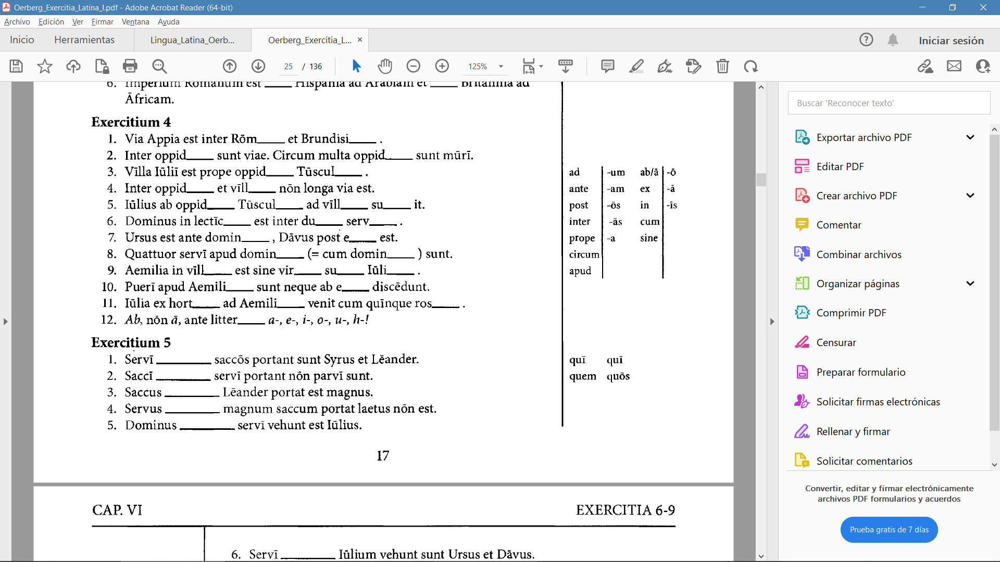 Oerberg_Exercitia_Latina_I.pdf - Adobe Acrobat Reader (64-bit)
Archivo Edición Ver Firmar Ventana Ayuda
Inicio Herramientas Lingua_Latina_Oerb... Oerberg_Exercitia_L... × Iniciar sesión
25 / 136 125%
6. Imperium Rōmānum est ____ Hispāniā ad Arabiam et ____ Britanniā ad
Āfricam.
Exercitium 4
1. Via Appia est inter Rōm____ et Brundisi____ .
2. Inter oppid____ sunt viae. Circum multa oppid____ sunt mūrī.
3. Vīlla Iūliī est prope oppid____ Tūscul____ .
4. Inter oppid____ et vīll____ nōn longa via est.
5. Iūlius ab oppid____ Tūscul____ ad vīll____ su____ it.
6. Dominus in lectīc____ est inter du____ serv____ .
7. Ursus est ante domin____ , Dāvus post e____ est.
8. Quattuor servī apud domin____ (= cum domin____ ) sunt.
9. Aemilia in vīll____ est sine vir____ su____ Iūli____ .
10. Puerī apud Aemili____ sunt neque ab e____ discēdunt.
11. Iūlia ex hort____ ad Aemili____ venit cum quīnque ros____ .
12. Ab, nōn ā, ante litter____ a-, e-, i-, o-, u-, h-!
ad -um ab/ā -ō
ante -am ex -ā
post -ōs in -īs
inter -ās cum
prope -a sine
circum
apud
Exercitium 5
1. Servī ________ saccōs portant sunt Syrus et Lēander.
2. Saccī ________ servī portant nōn parvī sunt.
3. Saccus ________ Lēander portat est magnus.
4. Servus ________ magnum saccum portat laetus nōn est.
5. Dominus ________ servī vehunt est Iūlius.
quī quī
quem quōs
17
CAP. VI EXERCITIA 6-9
6. Servī ________ Iūlium vehunt sunt Ursus et Dāvus.
Buscar 'Reconocer texto'
Exportar archivo PDF
Editar PDF
Crear archivo PDF
Comentar
Combinar archivos
Organizar páginas
Comprimir PDF
Censurar
Preparar formulario
Solicitar firmas electrónicas
Rellenar y firmar
Solicitar comentarios
Convertir, editar y firmar electrónicamente
archivos PDF formularios y acuerdos
Prueba gratis de 7 días